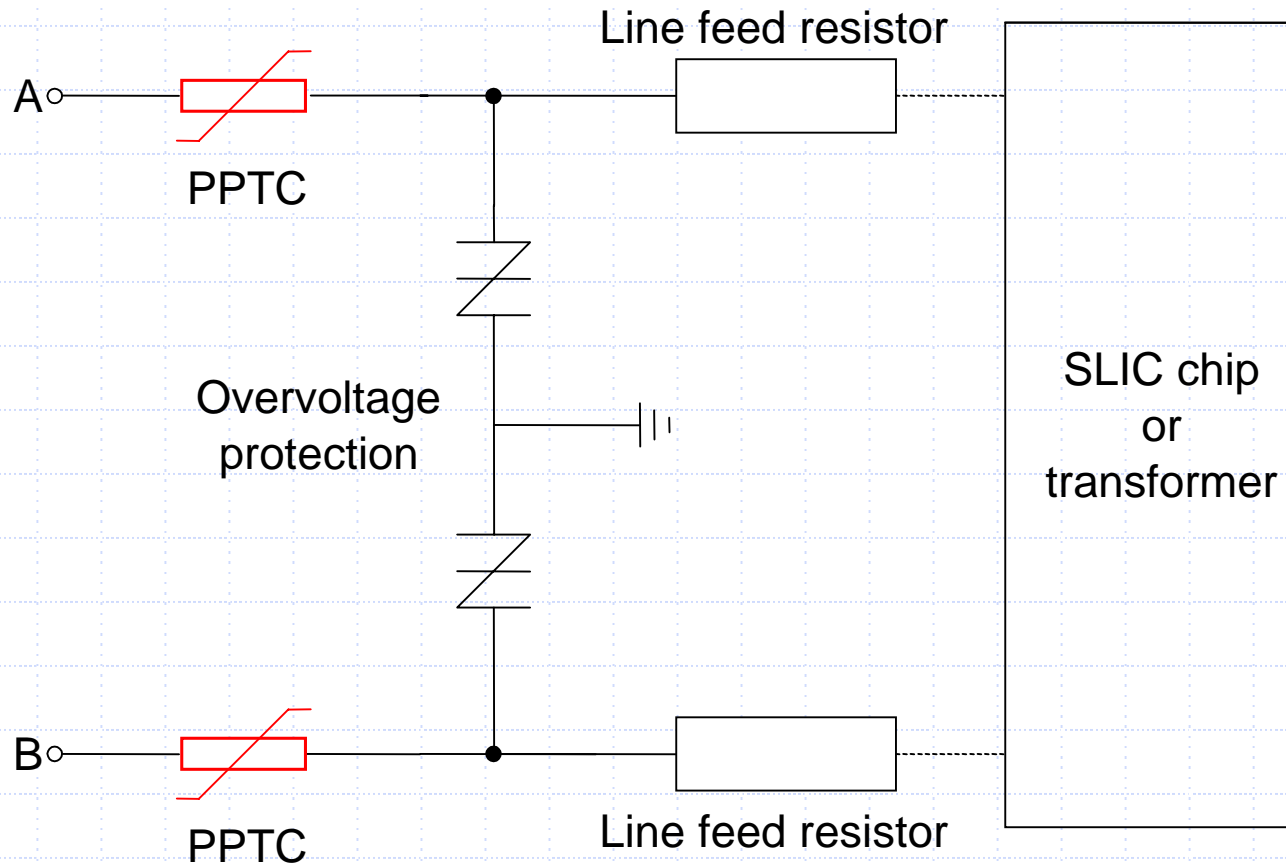 Line feed resistor
A
PPTC
Overvoltage
protection
SLIC chip
or
transformer
B
PPTC
Line feed resistor